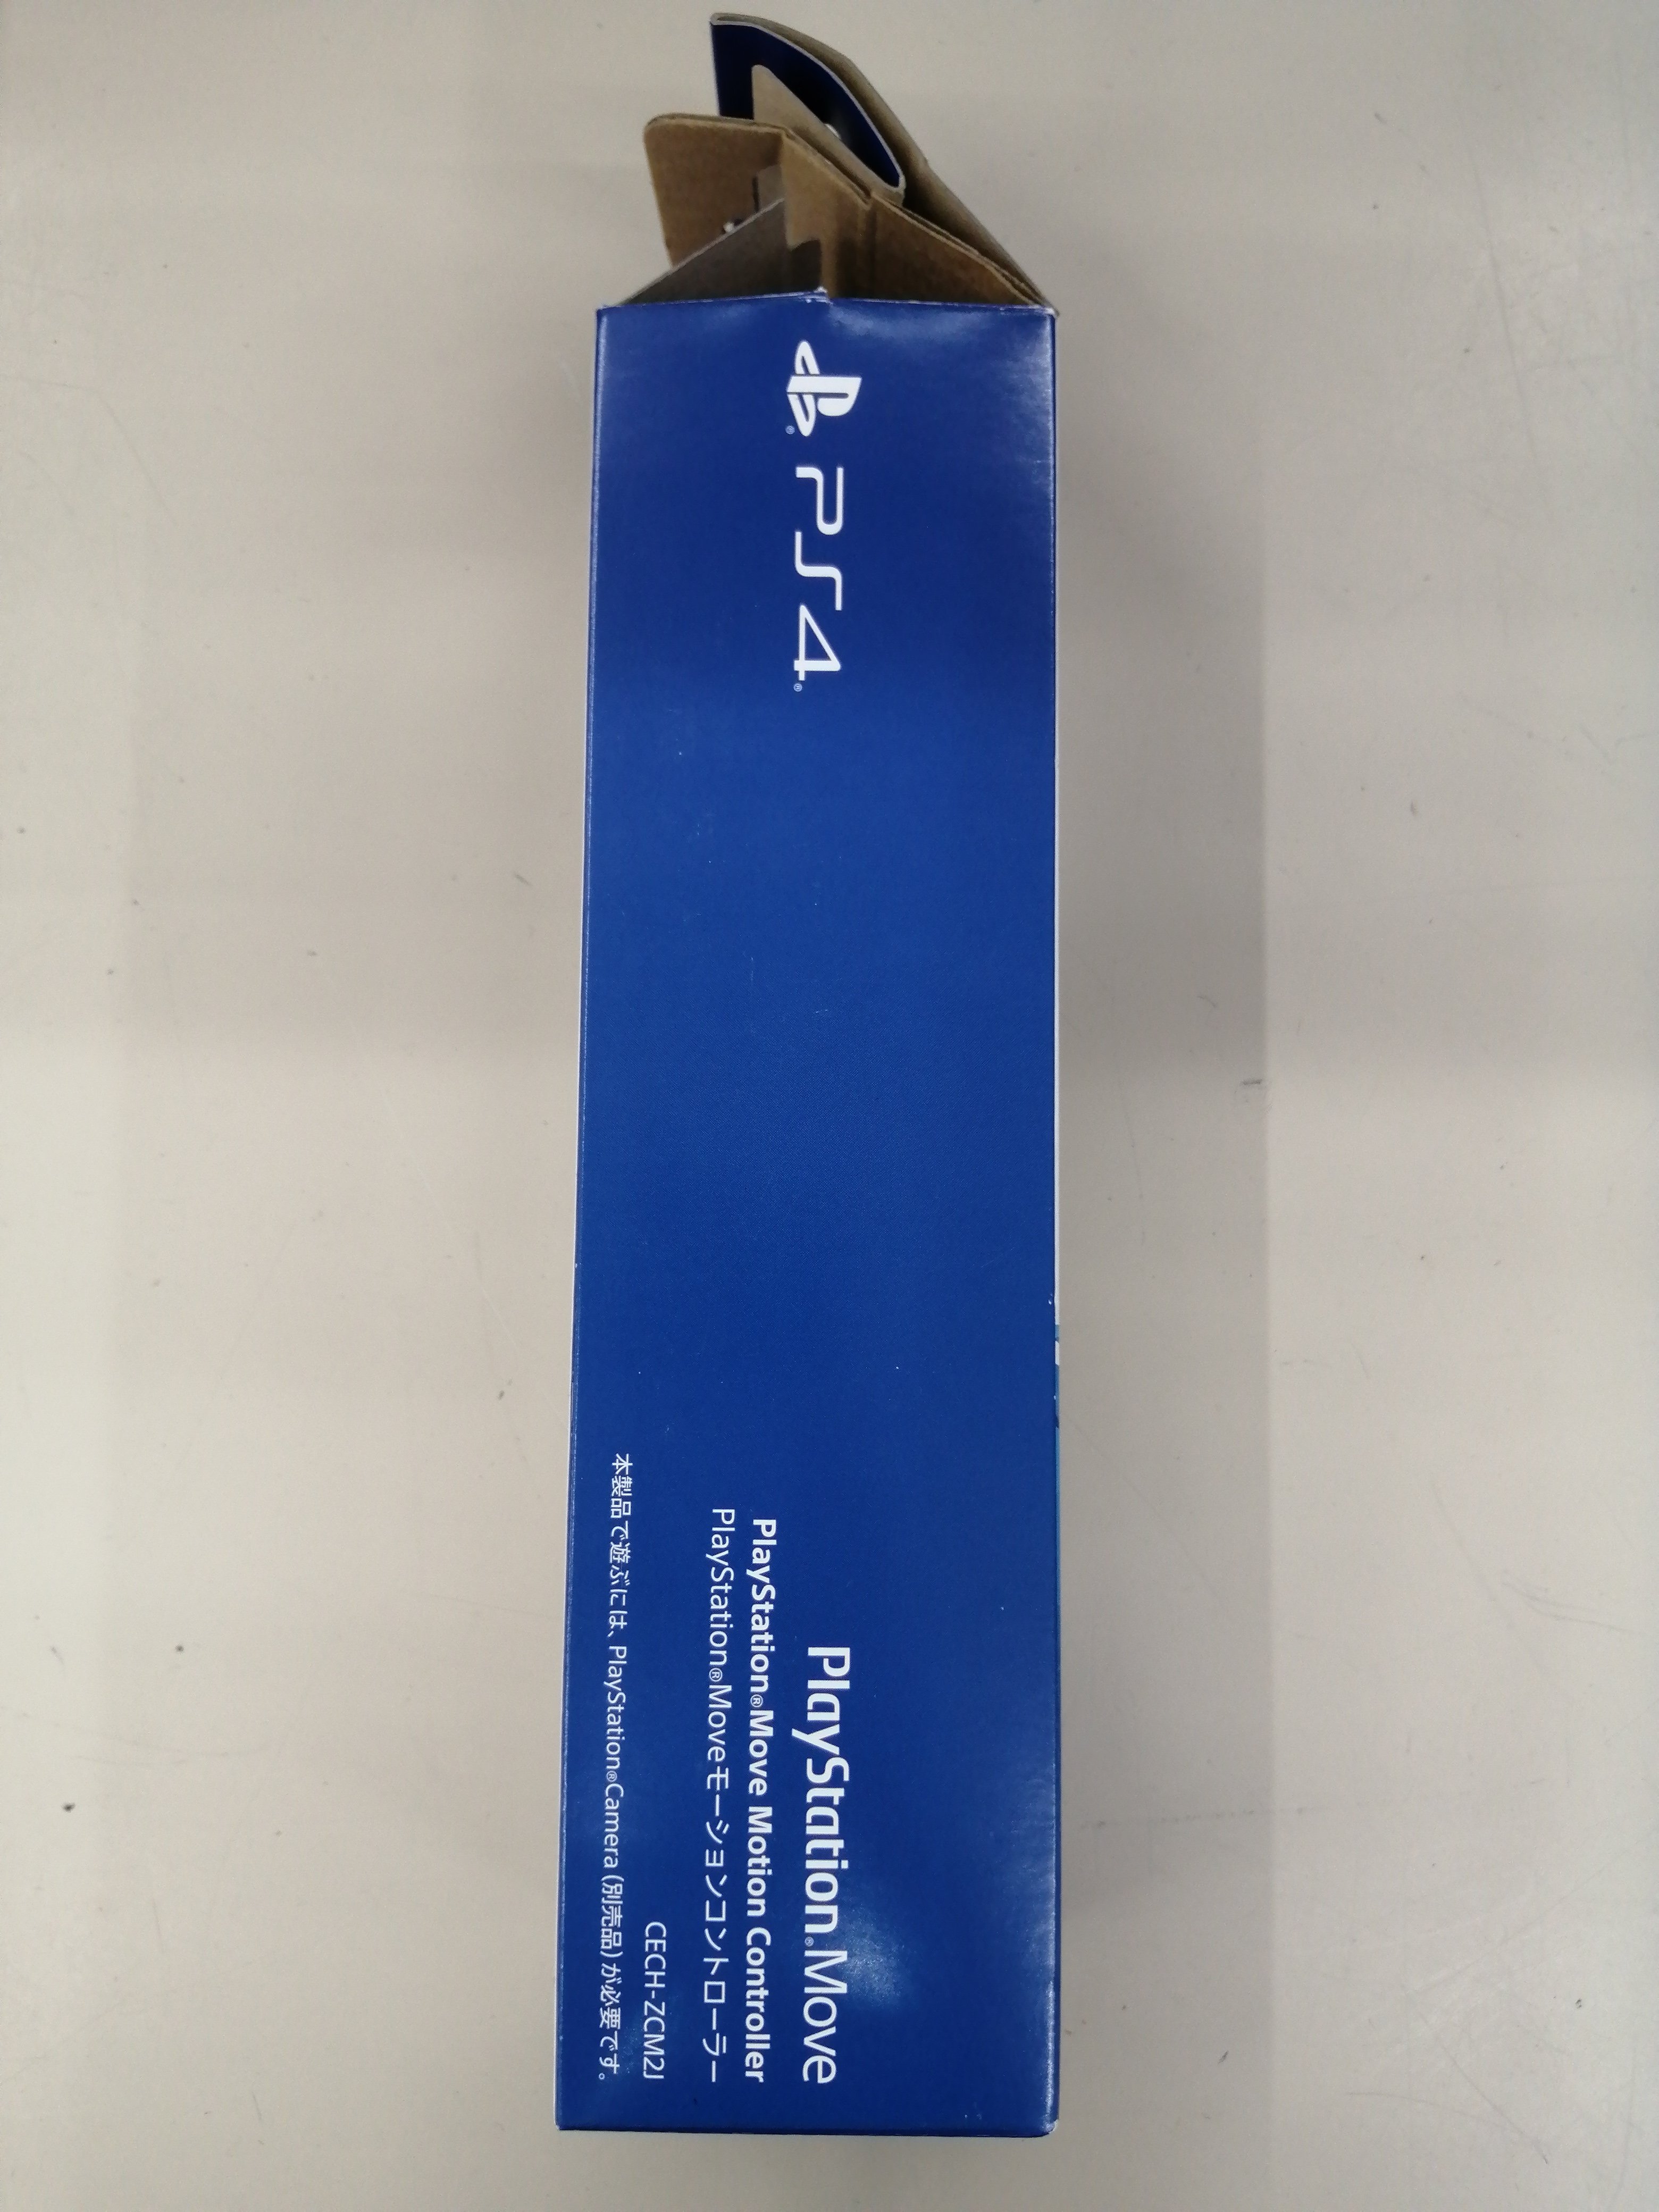 PS4®
PlayStation®Move
PlayStation®Move Motion Controller
PlayStation®Moveモーションコントローラー
CECH-ZCM2J
本製品で遊ぶには、PlayStation®Camera (別売品) が必要です。